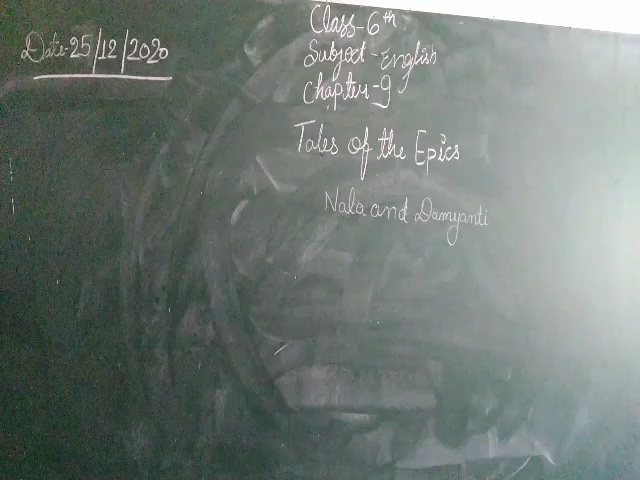 Date-25/12/2020
Class-6th
Subject-English
Chapter-9
Tales of the Epics
Nala and Damyanti